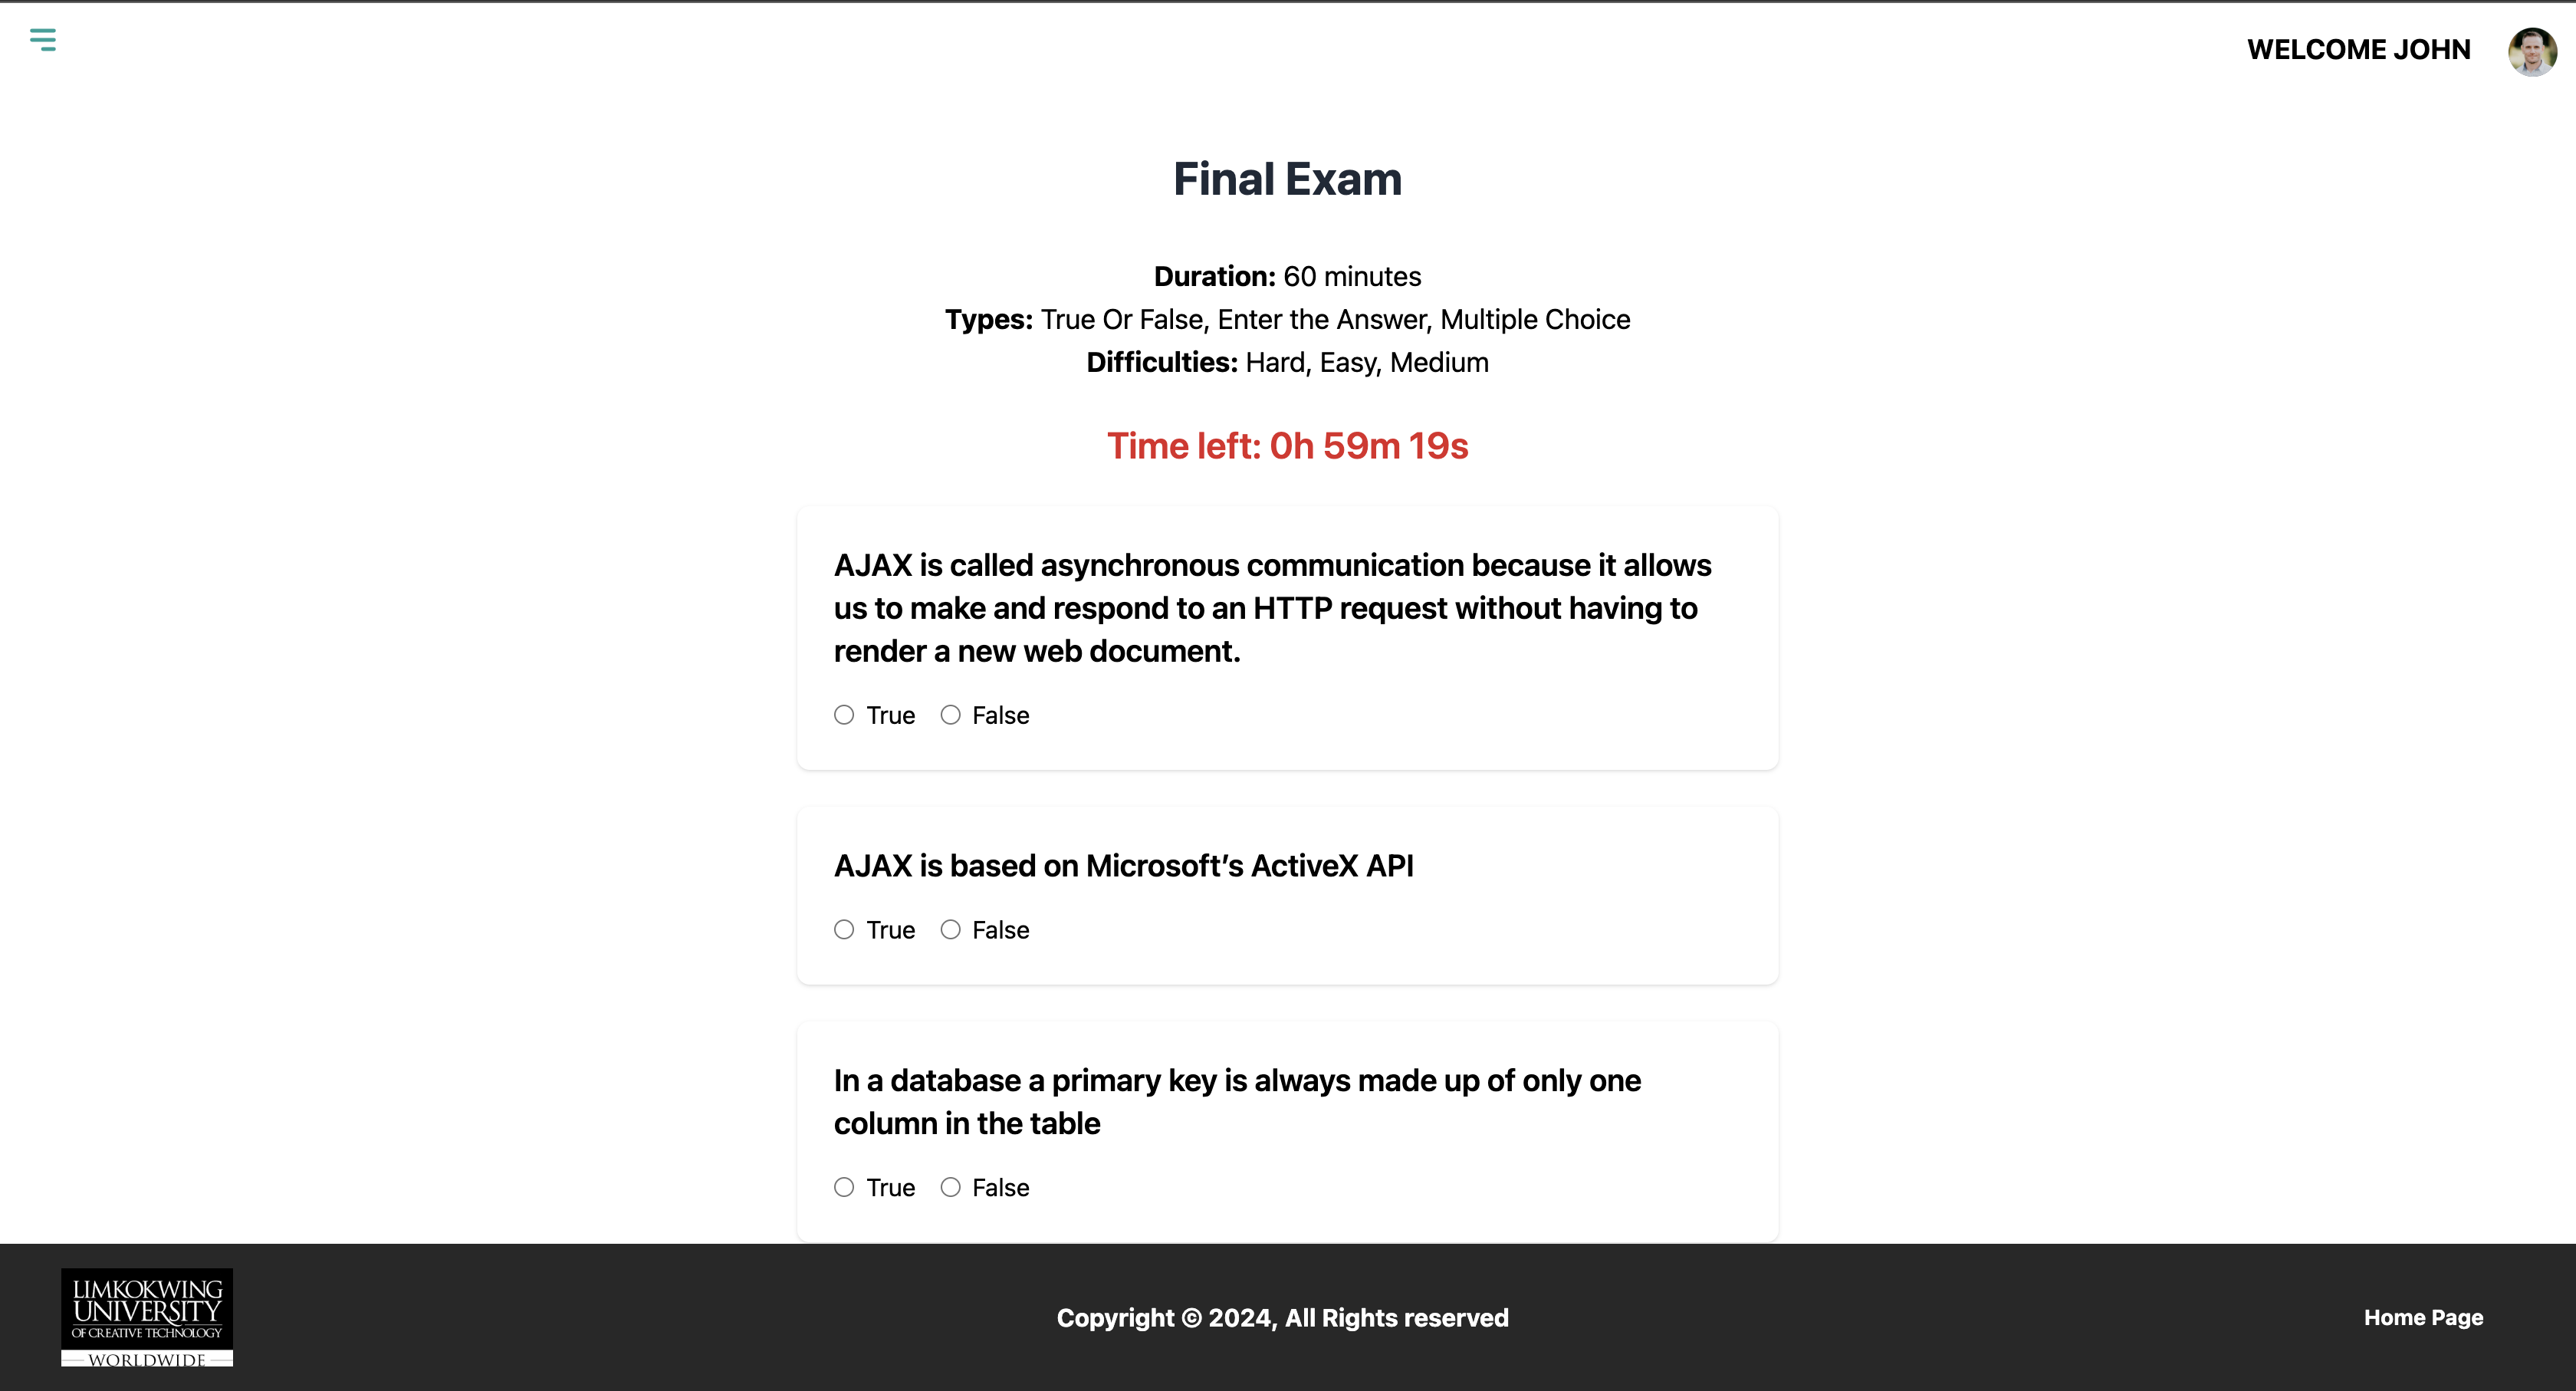 WELCOME JOHN
Final Exam
Duration: 60 minutes
Types: True Or False, Enter the Answer, Multiple Choice
Difficulties: Hard, Easy, Medium
Time left: 0h 59m 19s
AJAX is called asynchronous communication because it allows
us to make and respond to an HTTP request without having to
render a new web document.
True False
AJAX is based on Microsoft’s ActiveX API
True False
In a database a primary key is always made up of only one
column in the table
True False
LIMKOKWING
UNIVERSITY
OF CREATIVE TECHNOLOGY
WORLDWIDE
Copyright © 2024, All Rights reserved
Home Page